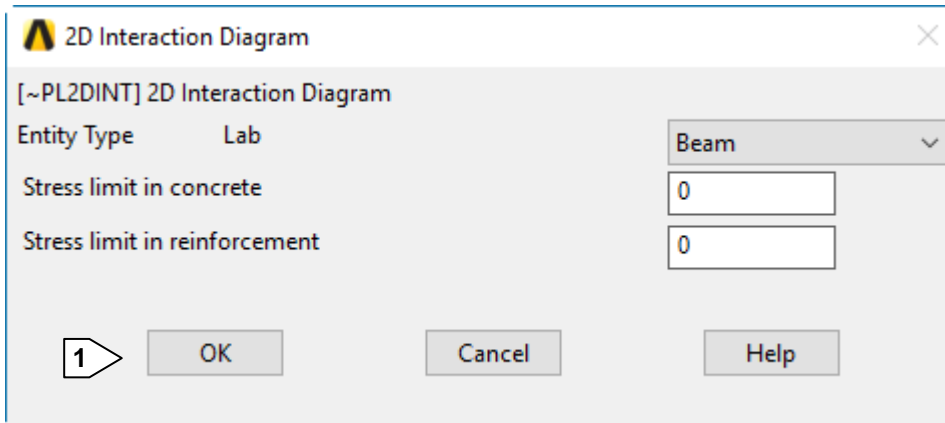 2D Interaction Diagram
[~PL2DINT] 2D Interaction Diagram
Entity Type Lab Beam
Stress limit in concrete 0
Stress limit in reinforcement 0
1 OK Cancel Help